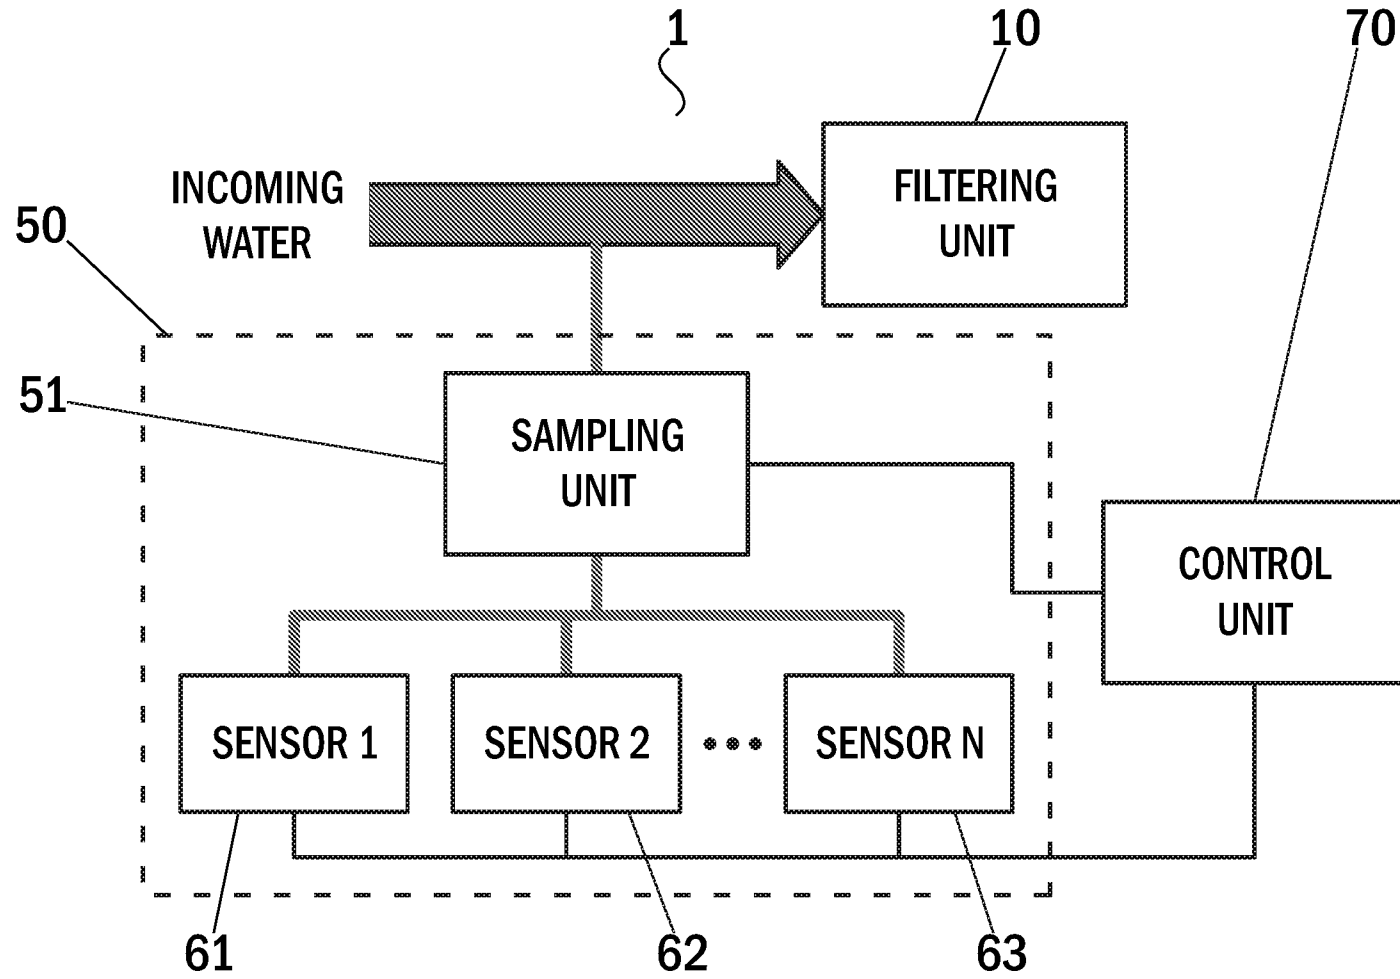 1
10
70
INCOMING
WATER
FILTERING
UNIT
50
51
SAMPLING
UNIT
CONTROL
UNIT
SENSOR 1
SENSOR 2
SENSOR N
61
62
63